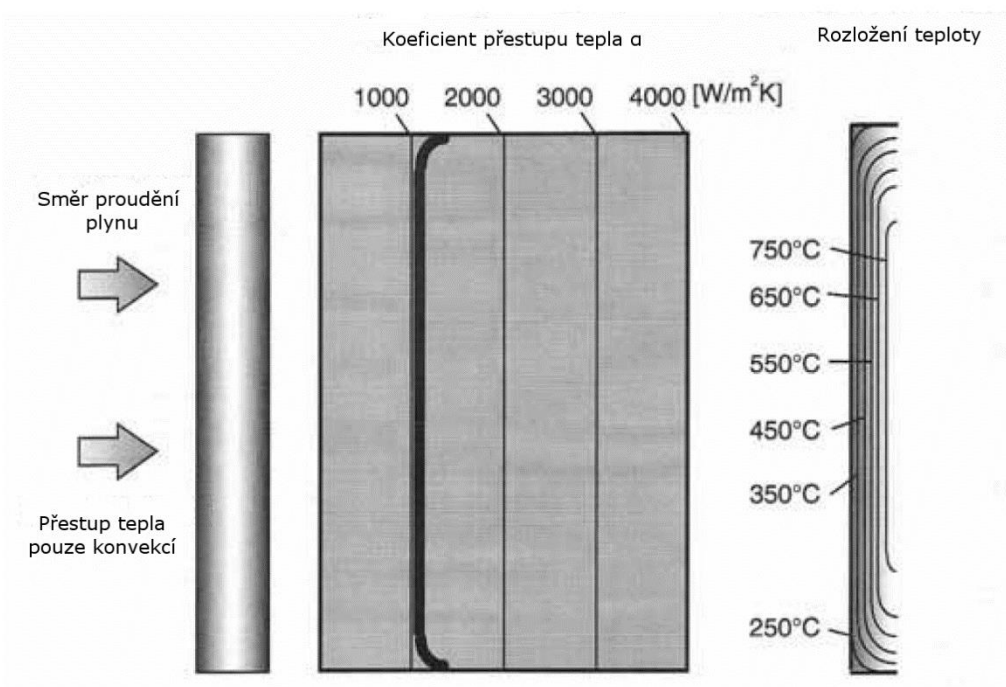 Koeficient přestupu tepla α
Rozložení teploty
1000 2000 3000 4000 [W/m²K]
Směr proudění
plynu
750°C
650°C
550°C
450°C
350°C
Přestup tepla
pouze konvekcí
250°C